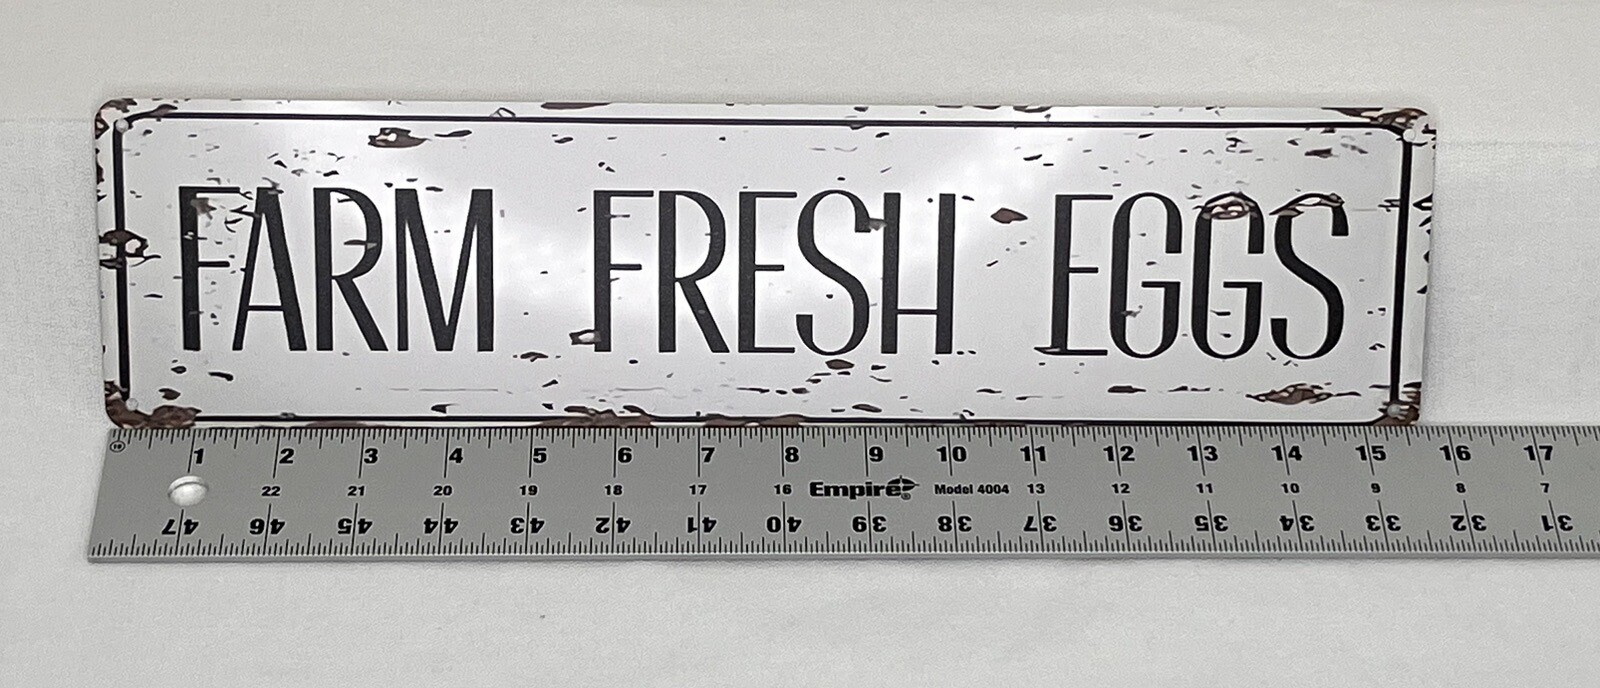 FARM FRESH EGGS
1 2 3 4 5 6 7 8 9 10 11 12 13 14 15 16 17
22 21 20 19 18 17 16 Empire® Model 4004 13 12 11 10 9 8 7
47 46 45 44 43 42 41 40 39 38 37 36 35 34 33 32 31